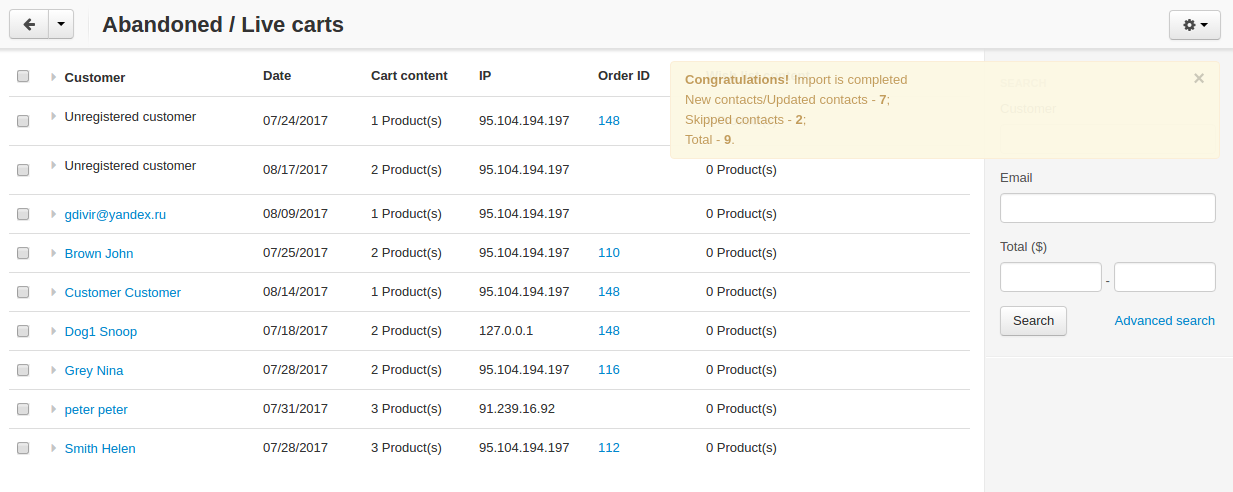 Abandoned / Live carts
Customer Date Cart content IP Order ID
Congratulations! Import is completed
New contacts/Updated contacts - 7;
Skipped contacts - 2;
Total - 9.
SEARCH
Customer
Unregistered customer 07/24/2017 1 Product(s) 95.104.194.197 148
Unregistered customer 08/17/2017 2 Product(s) 95.104.194.197 0 Product(s)
gdivir@yandex.ru 08/09/2017 1 Product(s) 95.104.194.197 0 Product(s)
Brown John 07/25/2017 2 Product(s) 95.104.194.197 110 0 Product(s)
Customer Customer 08/14/2017 1 Product(s) 95.104.194.197 148 0 Product(s)
Dog1 Snoop 07/18/2017 2 Product(s) 127.0.0.1 148 0 Product(s)
Grey Nina 07/28/2017 2 Product(s) 95.104.194.197 116 0 Product(s)
peter peter 07/31/2017 3 Product(s) 91.239.16.92 0 Product(s)
Smith Helen 07/28/2017 3 Product(s) 95.104.194.197 112 0 Product(s)
Email
Total ($)
-
Search Advanced search